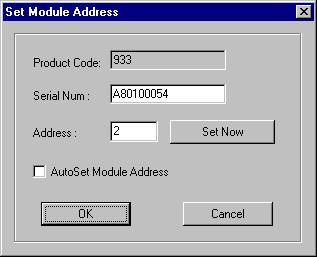 Set Module Address
Product Code: 933
Serial Num : A80100054
Address : 2 Set Now
AutoSet Module Address
OK Cancel